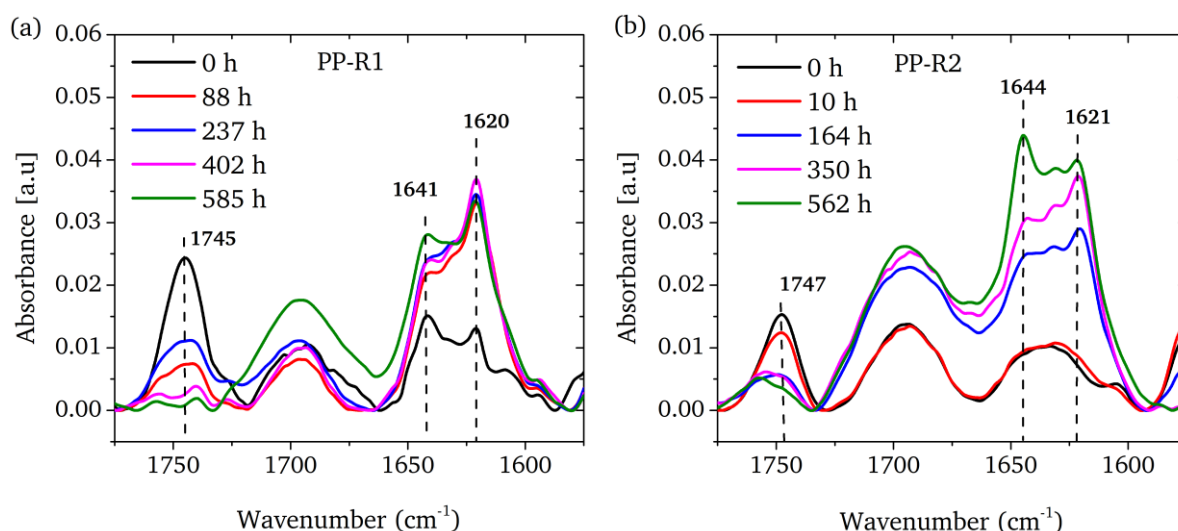 (a)
PP-R1
0 h
88 h
237 h
402 h
585 h
1745
1641
1620
0.06
0.05
0.04
0.03
0.02
0.01
0.00
Absorbance [a.u]
1750 1700 1650 1600
Wavenumber (cm⁻¹)
(b)
PP-R2
0 h
10 h
164 h
350 h
562 h
1747
1644
1621
0.06
0.05
0.04
0.03
0.02
0.01
0.00
Absorbance [a.u]
1750 1700 1650 1600
Wavenumber (cm⁻¹)